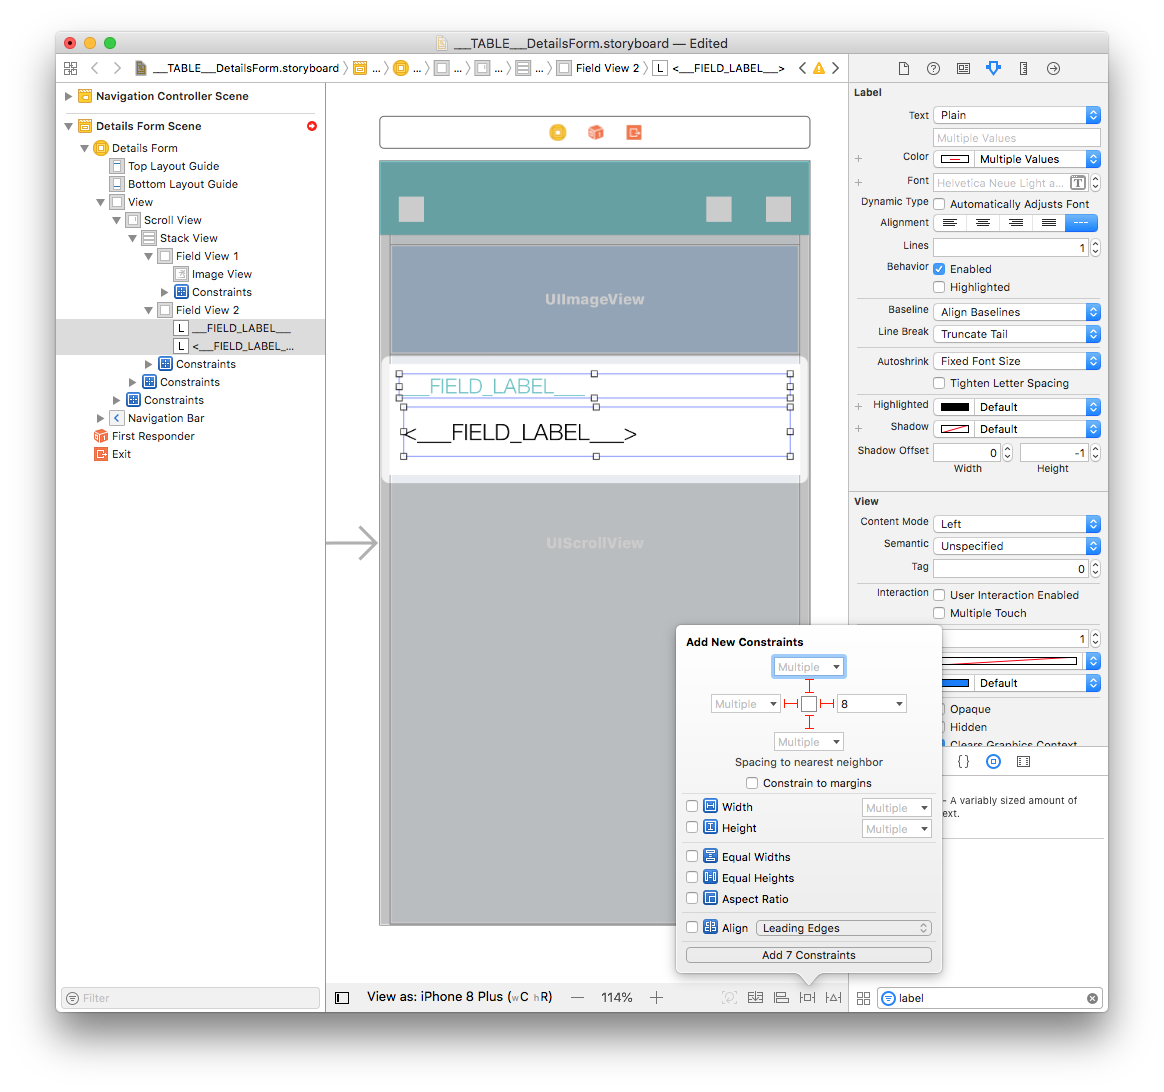 ___TABLE___DetailsForm.storyboard — Edited
___TABLE___DetailsForm.storyboard
...
...
...
...
...
Field View 2
L <___FIELD_LABEL___>
Navigation Controller Scene
Details Form Scene
Details Form
Top Layout Guide
Bottom Layout Guide
View
Scroll View
Stack View
Field View 1
Image View
Constraints
Field View 2
L ___FIELD_LABEL___
L <___FIELD_LABEL_...
Constraints
Constraints
Constraints
Navigation Bar
First Responder
Exit
Filter
UIImageView
___FIELD_LABEL___
<___FIELD_LABEL___>
UIScrollView
View as: iPhone 8 Plus (wC hR)
114%
Add New Constraints
Multiple
Multiple
8
Multiple
Spacing to nearest neighbor
Constrain to margins
Width Multiple
Height Multiple
Equal Widths
Equal Heights
Aspect Ratio
Align Leading Edges
Add 7 Constraints
Label
Text Plain
Multiple Values
+ Color Multiple Values
+ Font Helvetica Neue Light a... T
Dynamic Type Automatically Adjusts Font
Alignment
Lines 1
Behavior Enabled
Highlighted
Baseline Align Baselines
Line Break Truncate Tail
Autoshrink Fixed Font Size
Tighten Letter Spacing
+ Highlighted Default
+ Shadow Default
Shadow Offset 0 -1
Width Height
View
Content Mode Left
Semantic Unspecified
Tag 0
Interaction User Interaction Enabled
Multiple Touch
1
Default
Opaque
Hidden
Clears Graphics Context
{}
- A variably sized amount of
ext.
label